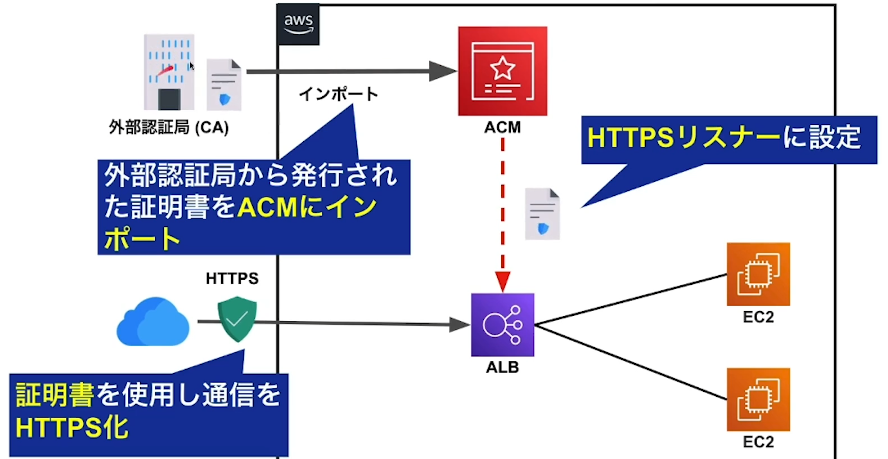 aws
インポート
外部認証局 (CA)
ACM
HTTPSリスナーに設定
外部認証局から発行され
た証明書をACMにイン
ポート
HTTPS
EC2
ALB
証明書を使用し通信を
HTTPS化
EC2